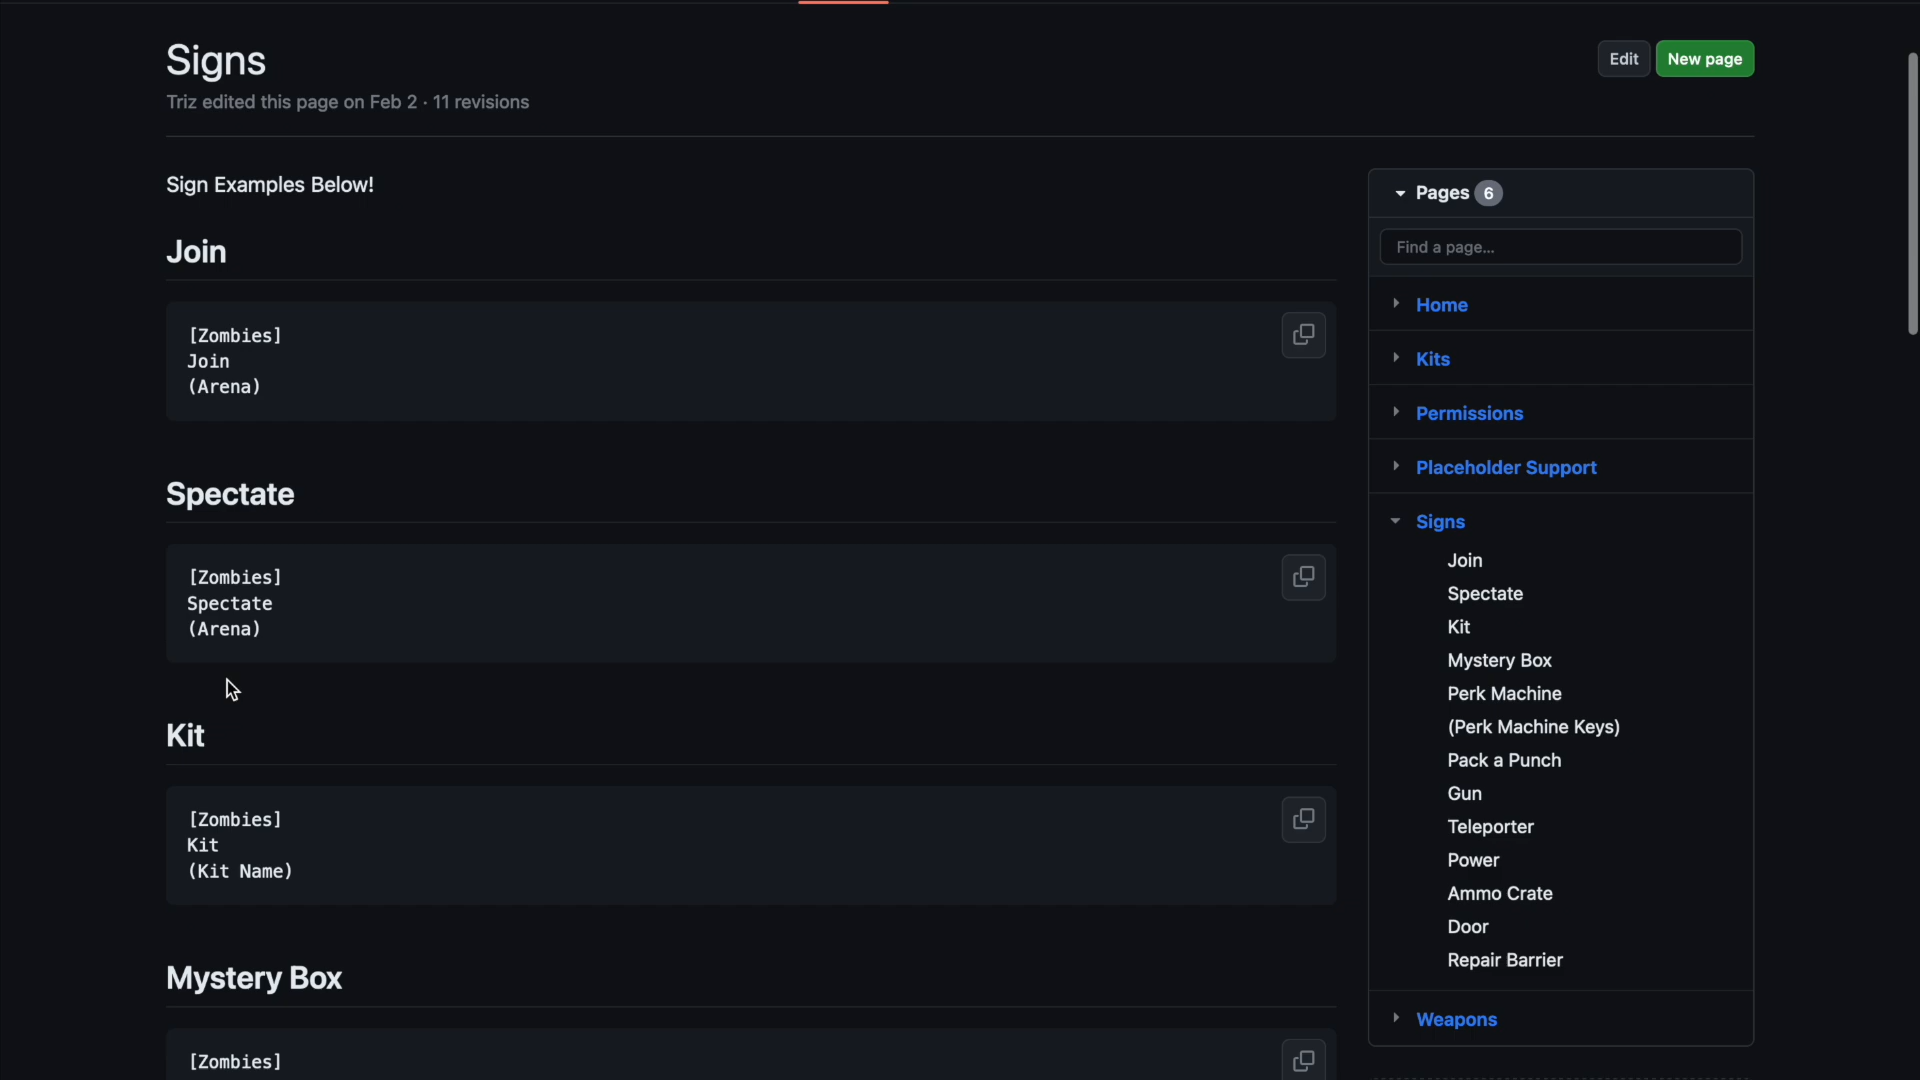 Signs
Edit
New page
Triz edited this page on Feb 2 · 11 revisions
Sign Examples Below!
Join
[Zombies]
Join
(Arena)
Spectate
[Zombies]
Spectate
(Arena)
Kit
[Zombies]
Kit
(Kit Name)
Mystery Box
[Zombies]
Pages 6
Find a page...
Home
Kits
Permissions
Placeholder Support
Signs
Join
Spectate
Kit
Mystery Box
Perk Machine
(Perk Machine Keys)
Pack a Punch
Gun
Teleporter
Power
Ammo Crate
Door
Repair Barrier
Weapons